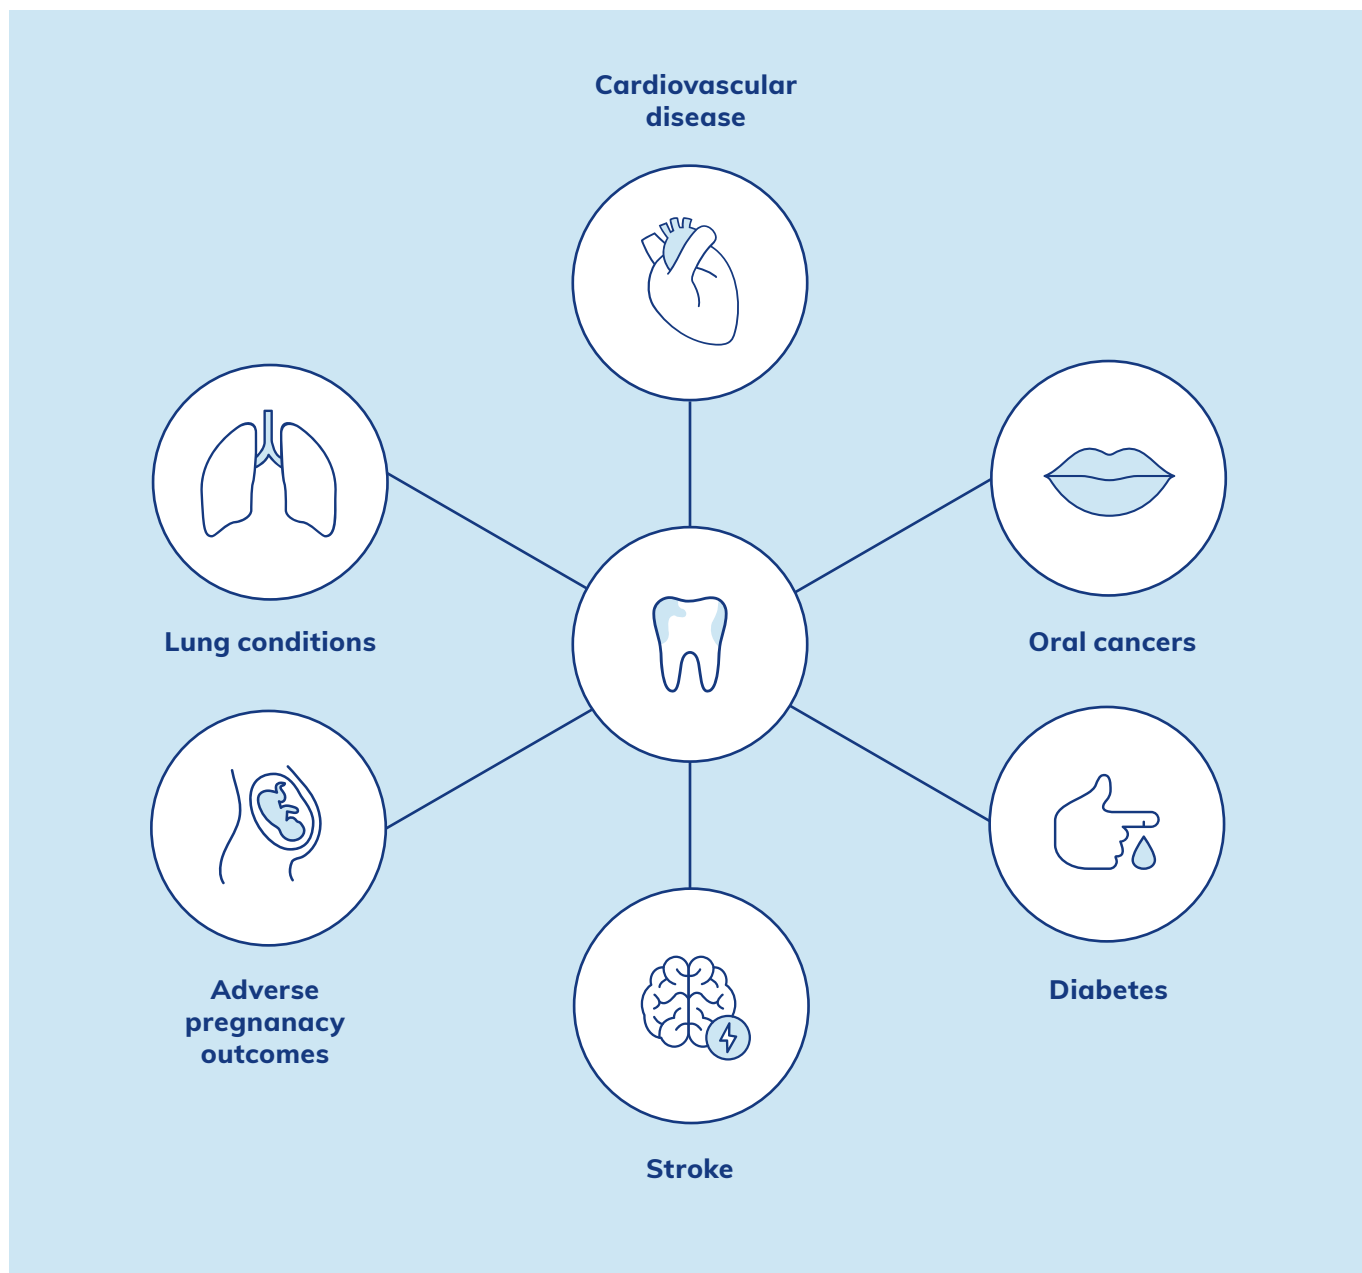 Cardiovascular
disease
Lung conditions
Oral cancers
Adverse
pregnanacy
outcomes
Diabetes
Stroke